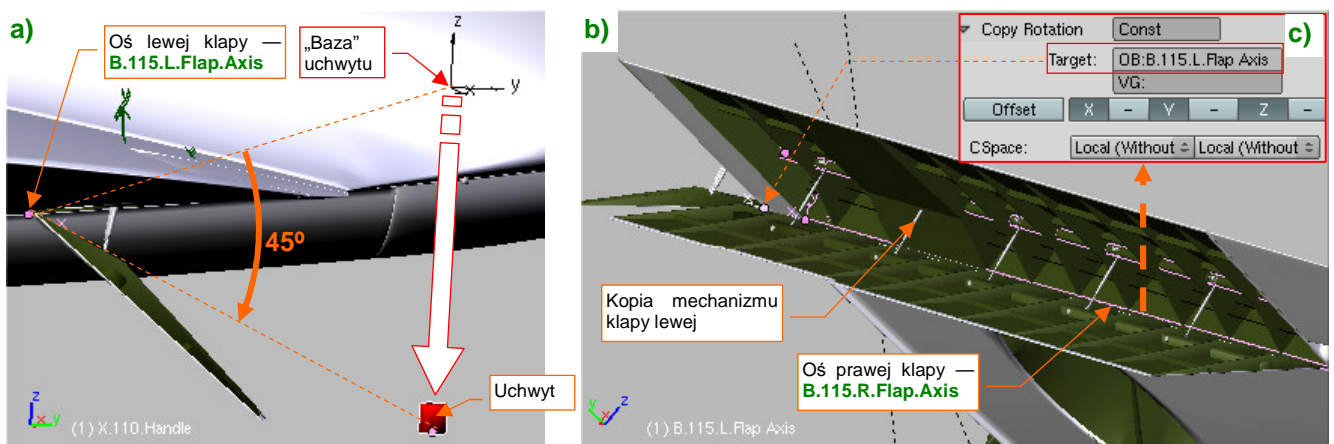 a)
Oś lewej klapy —
B.115.L.Flap.Axis
„Baza”
uchwytu
z
x
y
45º
Uchwyt
z
x
y
(1) X.110.Handle
b)
Kopia mechanizmu
klapy lewej
Oś prawej klapy —
B.115.R.Flap.Axis
z
x
y
(1) B.115.L.Flap Axis
c)
Copy Rotation
Const
Target:
OB:B.115.L.Flap Axis
VG:
Offset
X
–
Y
–
Z
–
CSpace:
Local (Without
Local (Without